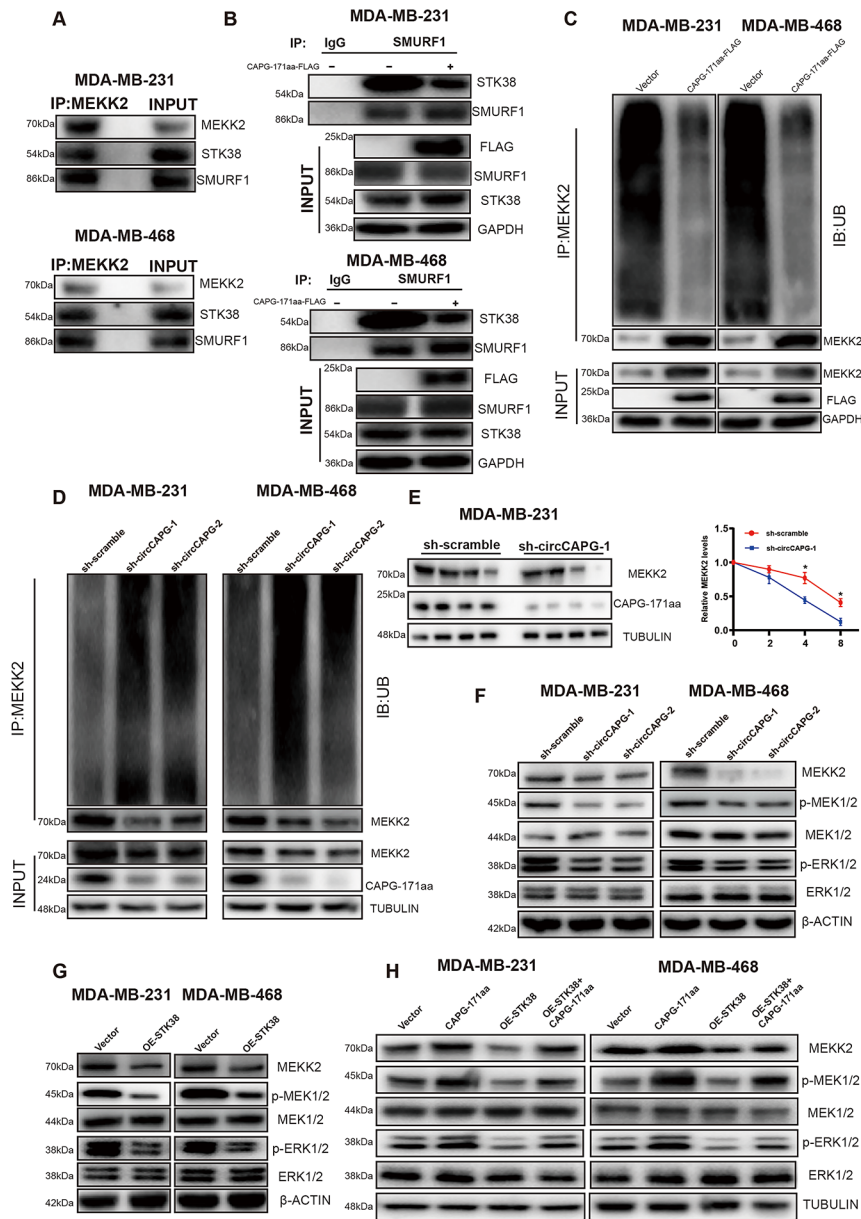 A
MDA-MB-231
IP:MEKK2 INPUT
70kDa MEKK2
54kDa STK38
86kDa SMURF1
MDA-MB-468
IP:MEKK2 INPUT
70kDa MEKK2
54kDa STK38
86kDa SMURF1
B
MDA-MB-231
IP: IgG SMURF1
CAPG-171aa-FLAG − − +
54kDa STK38
86kDa SMURF1
INPUT
25kDa FLAG
86kDa SMURF1
54kDa STK38
36kDa GAPDH
MDA-MB-468
IP: IgG SMURF1
CAPG-171aa-FLAG − − +
54kDa STK38
86kDa SMURF1
INPUT
25kDa FLAG
86kDa SMURF1
54kDa STK38
36kDa GAPDH
C
MDA-MB-231 MDA-MB-468
Vector CAPG-171aa-FLAG Vector CAPG-171aa-FLAG
IP:MEKK2
IB:UB
70kDa MEKK2
INPUT
70kDa MEKK2
25kDa FLAG
36kDa GAPDH
D
MDA-MB-231 MDA-MB-468
sh-scramble sh-circCAPG-1 sh-circCAPG-2 sh-scramble sh-circCAPG-1 sh-circCAPG-2
IP:MEKK2
IB:UB
70kDa MEKK2
INPUT
70kDa MEKK2
24kDa CAPG-171aa
48kDa TUBULIN
E
MDA-MB-231
sh-scramble sh-circCAPG-1
70kDa MEKK2
25kDa CAPG-171aa
48kDa TUBULIN
Relative MEKK2 levels
1.5
1.0
0.5
0.0
0 2 4 8
sh-scramble
sh-circCAPG-1
* *
F
MDA-MB-231 MDA-MB-468
sh-scramble sh-circCAPG-1 sh-circCAPG-2 sh-scramble sh-circCAPG-1 sh-circCAPG-2
70kDa MEKK2
45kDa p-MEK1/2
44kDa MEK1/2
38kDa p-ERK1/2
38kDa ERK1/2
42kDa β-ACTIN
G
MDA-MB-231 MDA-MB-468
Vector OE-STK38 Vector OE-STK38
70kDa MEKK2
45kDa p-MEK1/2
44kDa MEK1/2
38kDa p-ERK1/2
38kDa ERK1/2
42kDa β-ACTIN
H
MDA-MB-231 MDA-MB-468
Vector CAPG-171aa OE-STK38 OE-STK38+ CAPG-171aa Vector CAPG-171aa OE-STK38 OE-STK38+ CAPG-171aa
70kDa MEKK2
45kDa p-MEK1/2
44kDa MEK1/2
38kDa p-ERK1/2
38kDa ERK1/2
48kDa TUBULIN